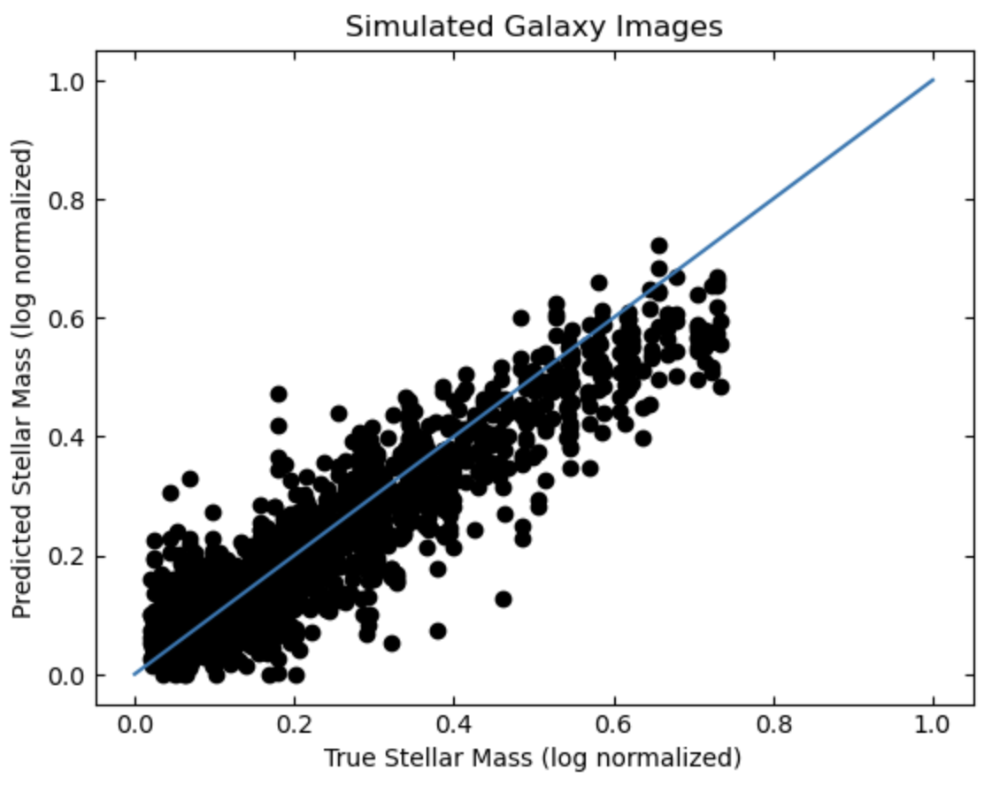 Simulated Galaxy Images
Predicted Stellar Mass (log normalized)
1.0
0.8
0.6
0.4
0.2
0.0
0.0 0.2 0.4 0.6 0.8 1.0
True Stellar Mass (log normalized)